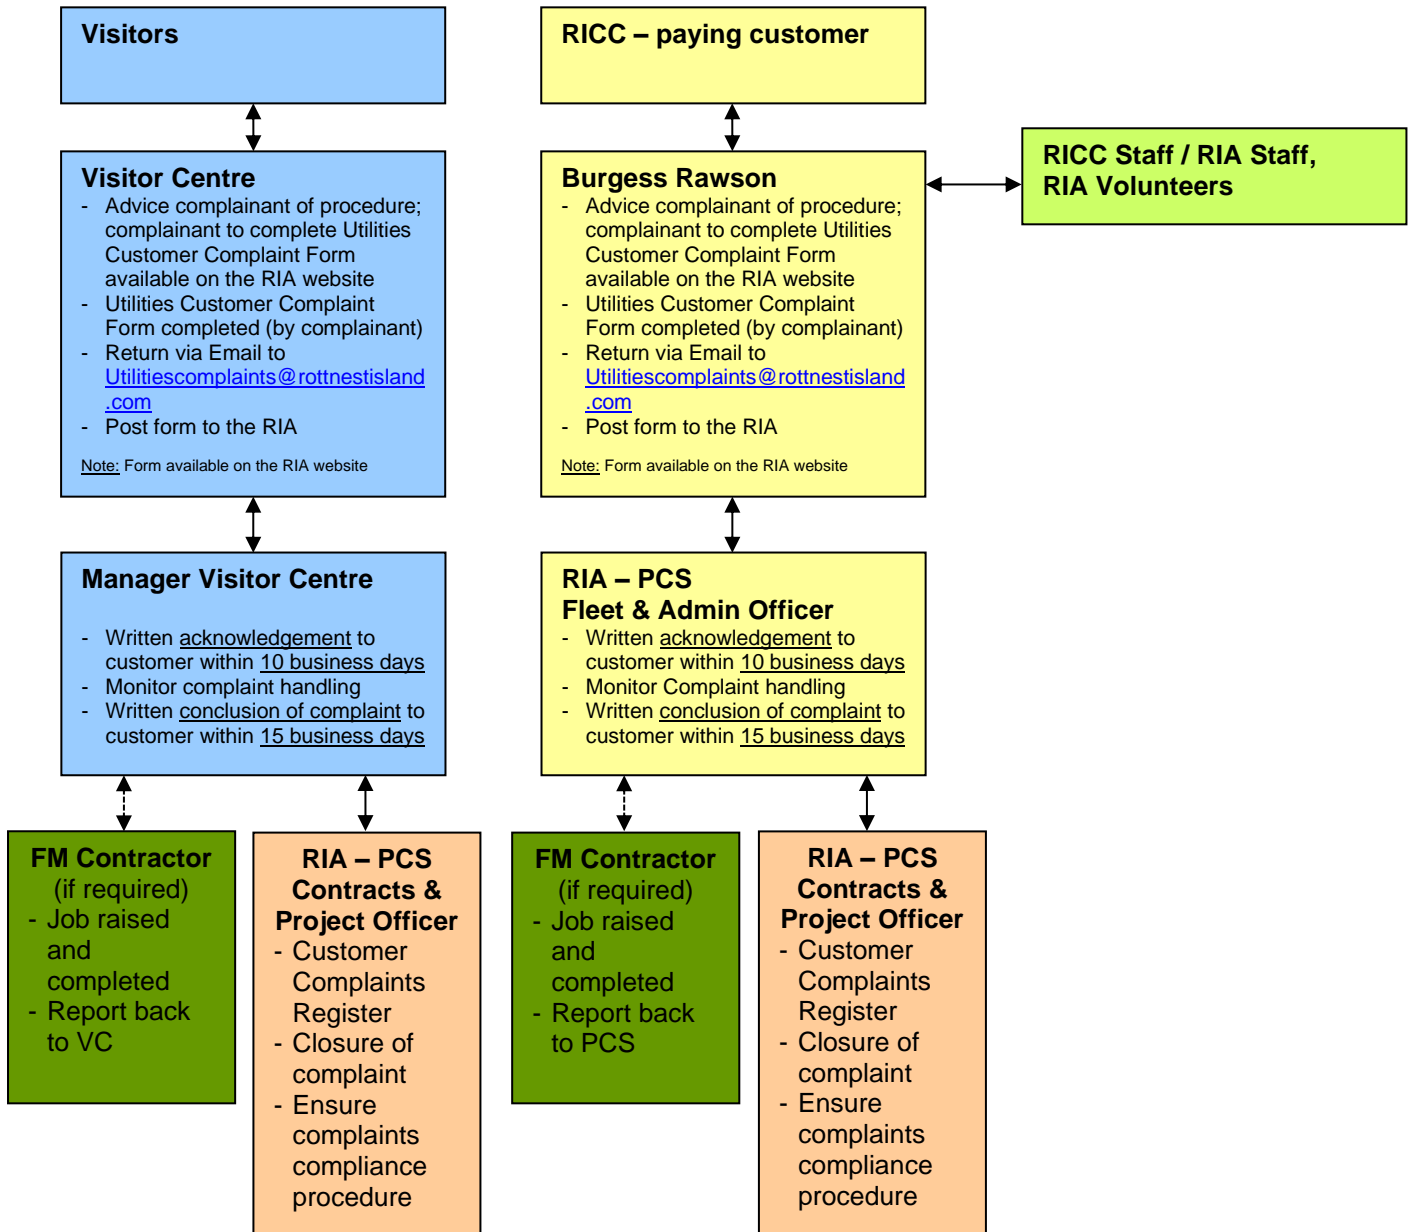 Visitors
RICC – paying customer
RICC Staff / RIA Staff,
RIA Volunteers
Visitor Centre
- Advice complainant of procedure;
complainant to complete Utilities
Customer Complaint Form
available on the RIA website
- Utilities Customer Complaint
Form completed (by complainant)
- Return via Email to
Utilitiescomplaints@rottnestisland
.com
- Post form to the RIA
Note: Form available on the RIA website
Burgess Rawson
- Advice complainant of procedure;
complainant to complete Utilities
Customer Complaint Form
available on the RIA website
- Utilities Customer Complaint
Form completed (by complainant)
- Return via Email to
Utilitiescomplaints@rottnestisland
.com
- Post form to the RIA
Note: Form available on the RIA website
Manager Visitor Centre
- Written acknowledgement to
customer within 10 business days
- Monitor complaint handling
- Written conclusion of complaint to
customer within 15 business days
RIA – PCS
Fleet & Admin Officer
- Written acknowledgement to
customer within 10 business days
- Monitor Complaint handling
- Written conclusion of complaint to
customer within 15 business days
FM Contractor
(if required)
- Job raised
and
completed
- Report back
to VC
RIA – PCS
Contracts &
Project Officer
- Customer
Complaints
Register
- Closure of
complaint
- Ensure
complaints
compliance
procedure
FM Contractor
(if required)
- Job raised
and
completed
- Report back
to PCS
RIA – PCS
Contracts &
Project Officer
- Customer
Complaints
Register
- Closure of
complaint
- Ensure
complaints
compliance
procedure